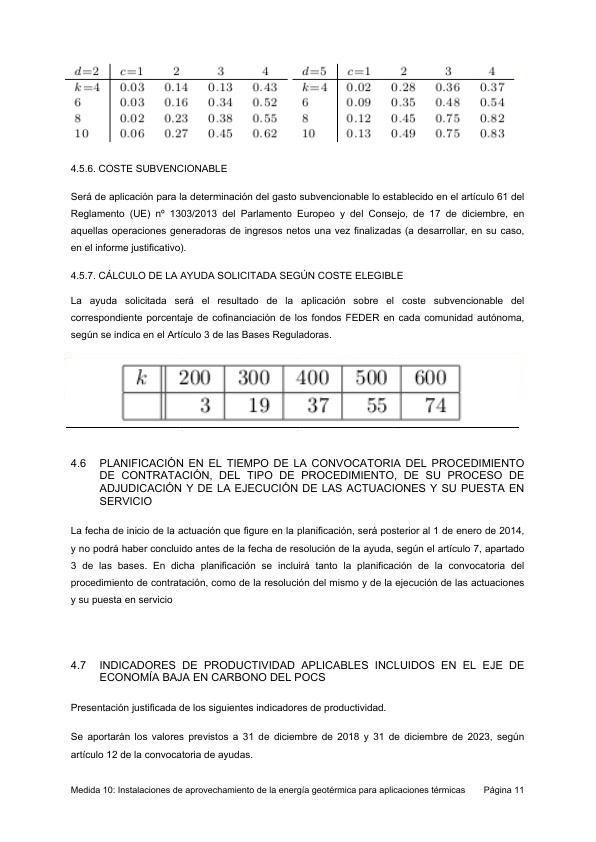 d=2 c=1 2 3 4 d=5 c=1 2 3 4
k=4 0.03 0.14 0.13 0.43 k=4 0.02 0.28 0.36 0.37
6 0.03 0.16 0.34 0.52 6 0.09 0.35 0.48 0.54
8 0.02 0.23 0.38 0.55 8 0.12 0.45 0.75 0.82
10 0.06 0.27 0.45 0.62 10 0.13 0.49 0.75 0.83
4.5.6. COSTE SUBVENCIONABLE
Será de aplicación para la determinación del gasto subvencionable lo establecido en el artículo 61 del
Reglamento (UE) nº 1303/2013 del Parlamento Europeo y del Consejo, de 17 de diciembre, en
aquellas operaciones generadoras de ingresos netos una vez finalizadas (a desarrollar, en su caso,
en el informe justificativo).
4.5.7. CÁLCULO DE LA AYUDA SOLICITADA SEGÚN COSTE ELEGIBLE
La ayuda solicitada será el resultado de la aplicación sobre el coste subvencionable del
correspondiente porcentaje de cofinanciación de los fondos FEDER en cada comunidad autónoma,
según se indica en el Artículo 3 de las Bases Reguladoras.
k 200 300 400 500 600
3 19 37 55 74
4.6 PLANIFICACIÓN EN EL TIEMPO DE LA CONVOCATORIA DEL PROCEDIMIENTO
DE CONTRATACIÓN, DEL TIPO DE PROCEDIMIENTO, DE SU PROCESO DE
ADJUDICACIÓN Y DE LA EJECUCIÓN DE LAS ACTUACIONES Y SU PUESTA EN
SERVICIO
La fecha de inicio de la actuación que figure en la planificación, será posterior al 1 de enero de 2014,
y no podrá haber concluido antes de la fecha de resolución de la ayuda, según el artículo 7, apartado
3 de las bases. En dicha planificación se incluirá tanto la planificación de la convocatoria del
procedimiento de contratación, como de la resolución del mismo y de la ejecución de las actuaciones
y su puesta en servicio
4.7 INDICADORES DE PRODUCTIVIDAD APLICABLES INCLUIDOS EN EL EJE DE
ECONOMÍA BAJA EN CARBONO DEL POCS
Presentación justificada de los siguientes indicadores de productividad.
Se aportarán los valores previstos a 31 de diciembre de 2018 y 31 de diciembre de 2023, según
artículo 12 de la convocatoria de ayudas.
Medida 10: Instalaciones de aprovechamiento de la energía geotérmica para aplicaciones térmicas Página 11